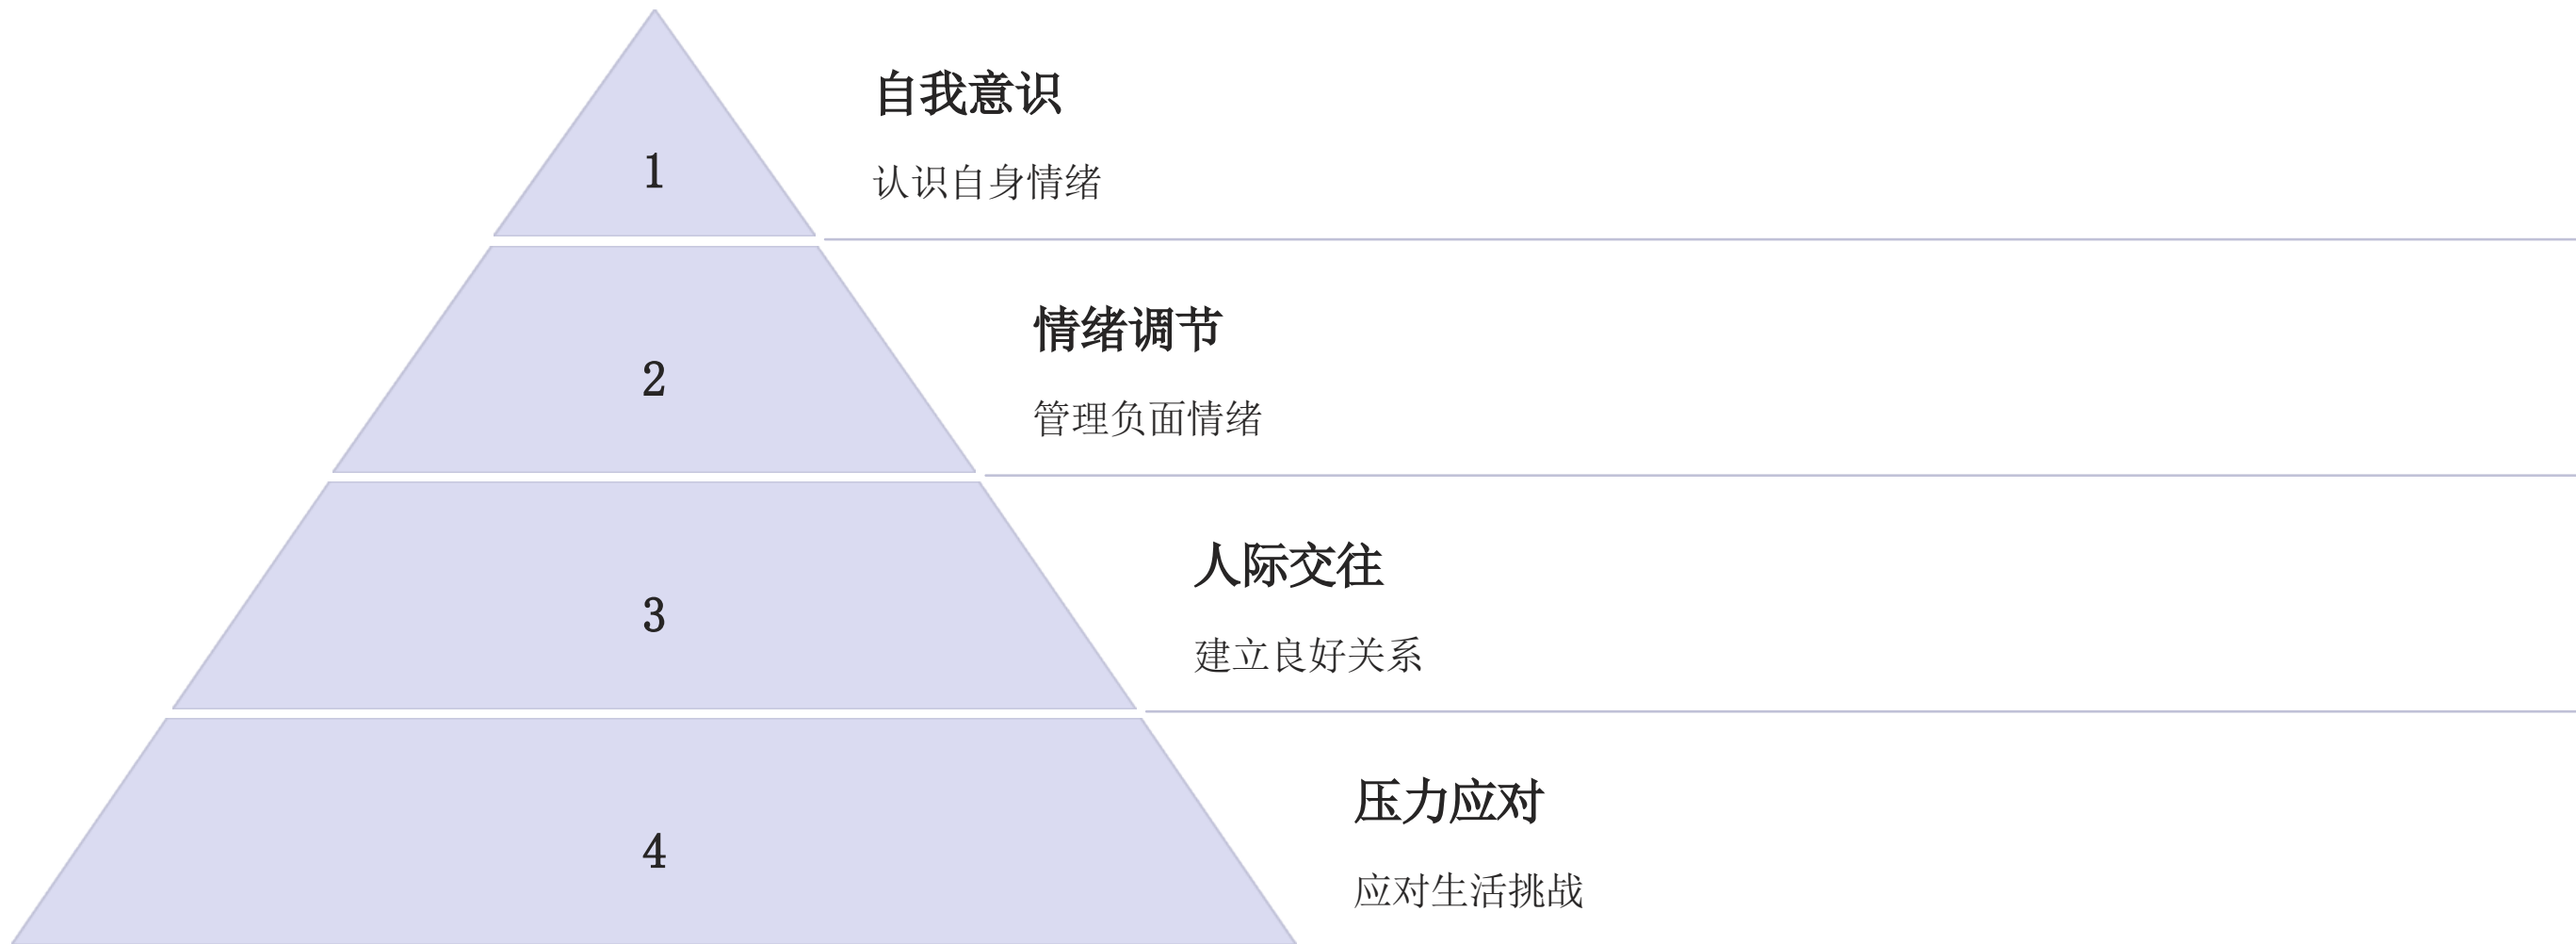 1
自我意识
认识自身情绪
2
情绪调节
管理负面情绪
3
人际交往
建立良好关系
4
压力应对
应对生活挑战